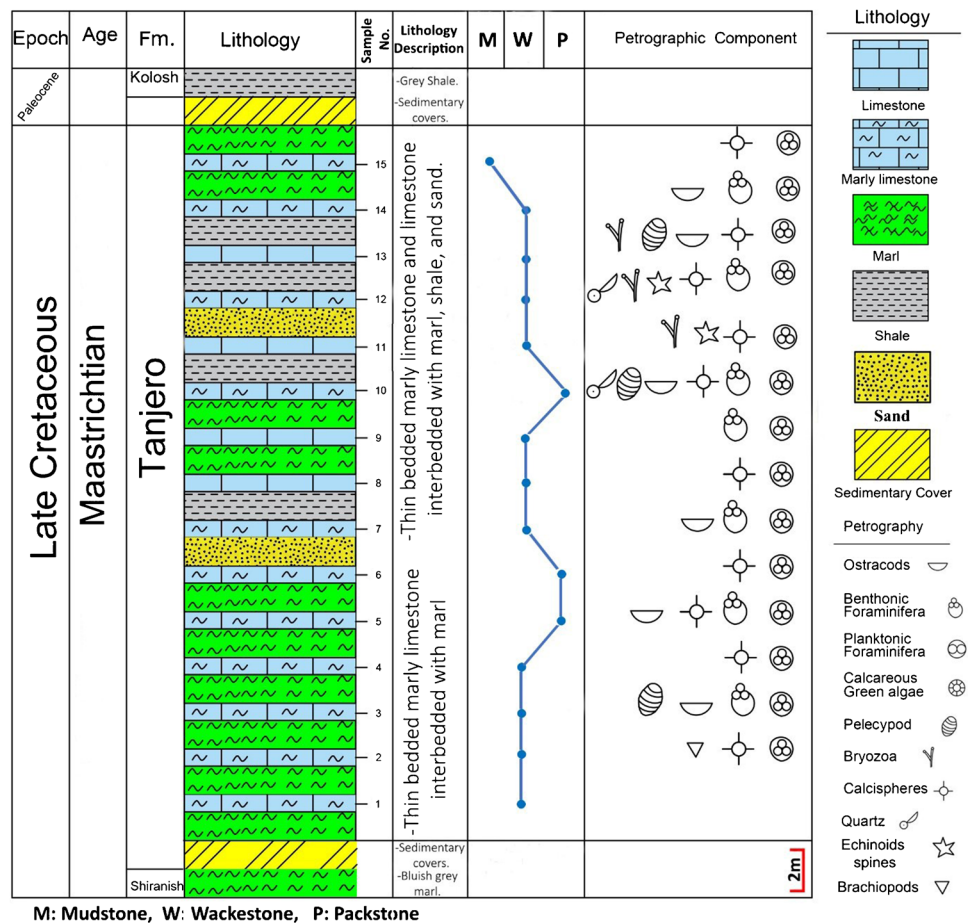 Epoch
Age
Fm.
Lithology
Sample
No.
Lithology
Description
M
W
P
Petrographic Component
Paleocene
Kolosh
-Grey Shale.
-Sedimentary
covers.
Late Cretaceous
Maastrichtian
Tanjero
15
14
13
12
11
10
9
8
7
6
5
4
3
2
1
-Thin bedded marly limestone and limestone
interbedded with marl, shale, and sand.
-Thin bedded marly limestone
interbedded with marl
-Sedimentary
covers.
Shiranish
-Bluish grey
marl.
2m
Lithology
Limestone
Marly limestone
Marl
Shale
Sand
Sedimentary Cover
Petrography
Ostracods
Benthonic
Foraminifera
Planktonic
Foraminifera
Calcareous
Green algae
Pelecypod
Bryozoa
Calcispheres
Quartz
Echinoids
spines
Brachiopods
M: Mudstone, W: Wackestone, P: Packstone